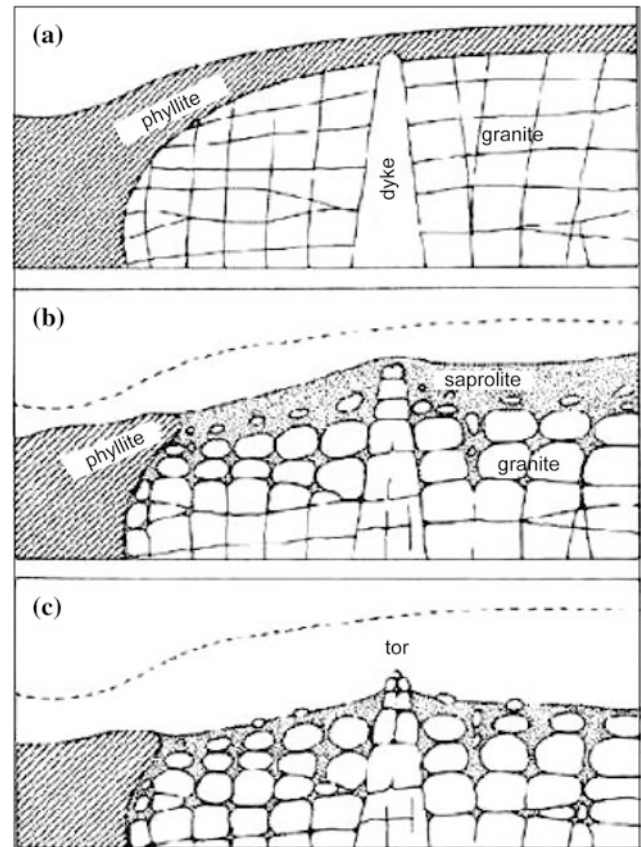 (a)
phyllite
granite
dyke
(b)
saprolite
phyllite
granite
(c)
tor